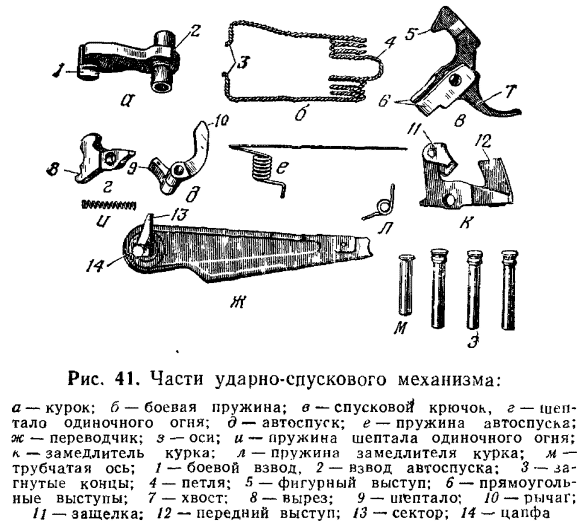 1
2
а
3
4
б
5
6
7
в
8
г
9
10
д
е
11
12
к
и
л
13
14
ж
м
з
Рис. 41. Части ударно-спускового механизма:
а — курок; б — боевая пружина; в — спусковой крючок, г — шеп-
тало одиночного огня; д — автоспуск; е — пружина автоспуска;
ж — переводчик; з — оси; и — пружина шептала одиночного огня;
к — замедлитель курка; л — пружина замедлителя курка; м —
трубчатая ось; 1 — боевой взвод, 2 — взвод автоспуска; 3 — за-
гнутые концы; 4 — петля; 5 — фигурный выступ; 6 — прямоуголь-
ные выступы; 7 — хвост; 8 — вырез; 9 — шептало; 10 — рычаг;
11 — защелка; 12 — передний выступ; 13 — сектор; 14 — цапфа